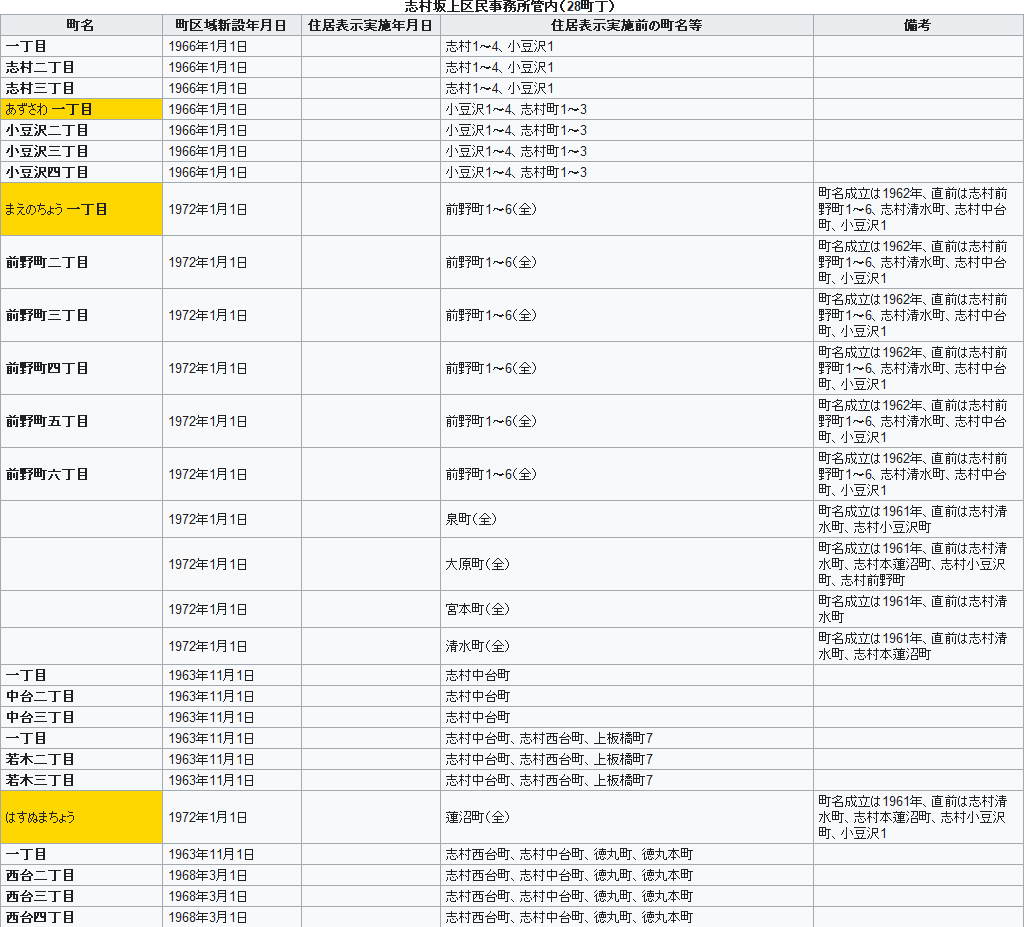 志村坂上区民事務所管内(28町丁)
町名 町区域新設年月日 住居表示実施年月日 住居表示実施前の町名等 備考
一丁目 1966年1月1日 志村1～4、小豆沢1
志村二丁目 1966年1月1日 志村1～4、小豆沢1
志村三丁目 1966年1月1日 志村1～4、小豆沢1
あずさわ 一丁目 1966年1月1日 小豆沢1～4、志村町1～3
小豆沢二丁目 1966年1月1日 小豆沢1～4、志村町1～3
小豆沢三丁目 1966年1月1日 小豆沢1～4、志村町1～3
小豆沢四丁目 1966年1月1日 小豆沢1～4、志村町1～3
まえのちょう 一丁目 1972年1月1日 前野町1～6(全) 町名成立は1962年、直前は志村前
野町1～6、志村清水町、志村中台
町、小豆沢1
前野町二丁目 1972年1月1日 前野町1～6(全) 町名成立は1962年、直前は志村前
野町1～6、志村清水町、志村中台
町、小豆沢1
前野町三丁目 1972年1月1日 前野町1～6(全) 町名成立は1962年、直前は志村前
野町1～6、志村清水町、志村中台
町、小豆沢1
前野町四丁目 1972年1月1日 前野町1～6(全) 町名成立は1962年、直前は志村前
野町1～6、志村清水町、志村中台
町、小豆沢1
前野町五丁目 1972年1月1日 前野町1～6(全) 町名成立は1962年、直前は志村前
野町1～6、志村清水町、志村中台
町、小豆沢1
前野町六丁目 1972年1月1日 前野町1～6(全) 町名成立は1962年、直前は志村前
野町1～6、志村清水町、志村中台
町、小豆沢1
1972年1月1日 泉町(全) 町名成立は1961年、直前は志村清
水町、志村小豆沢町
1972年1月1日 大原町(全) 町名成立は1961年、直前は志村清
水町、志村本蓮沼町、志村小豆沢
町、志村前野町
1972年1月1日 宮本町(全) 町名成立は1961年、直前は志村清
水町
1972年1月1日 清水町(全) 町名成立は1961年、直前は志村清
水町、志村本蓮沼町
一丁目 1963年11月1日 志村中台町
中台二丁目 1963年11月1日 志村中台町
中台三丁目 1963年11月1日 志村中台町
一丁目 1963年11月1日 志村中台町、志村西台町、上板橋町7
若木二丁目 1963年11月1日 志村中台町、志村西台町、上板橋町7
若木三丁目 1963年11月1日 志村中台町、志村西台町、上板橋町7
はすぬまちょう 1972年1月1日 蓮沼町(全) 町名成立は1961年、直前は志村清
水町、志村本蓮沼町、志村小豆沢
町、小豆沢1
一丁目 1963年11月1日 志村西台町、志村中台町、徳丸町、徳丸本町
西台二丁目 1968年3月1日 志村西台町、志村中台町、徳丸町、徳丸本町
西台三丁目 1968年3月1日 志村西台町、志村中台町、徳丸町、徳丸本町
西台四丁目 1968年3月1日 志村西台町、志村中台町、徳丸町、徳丸本町